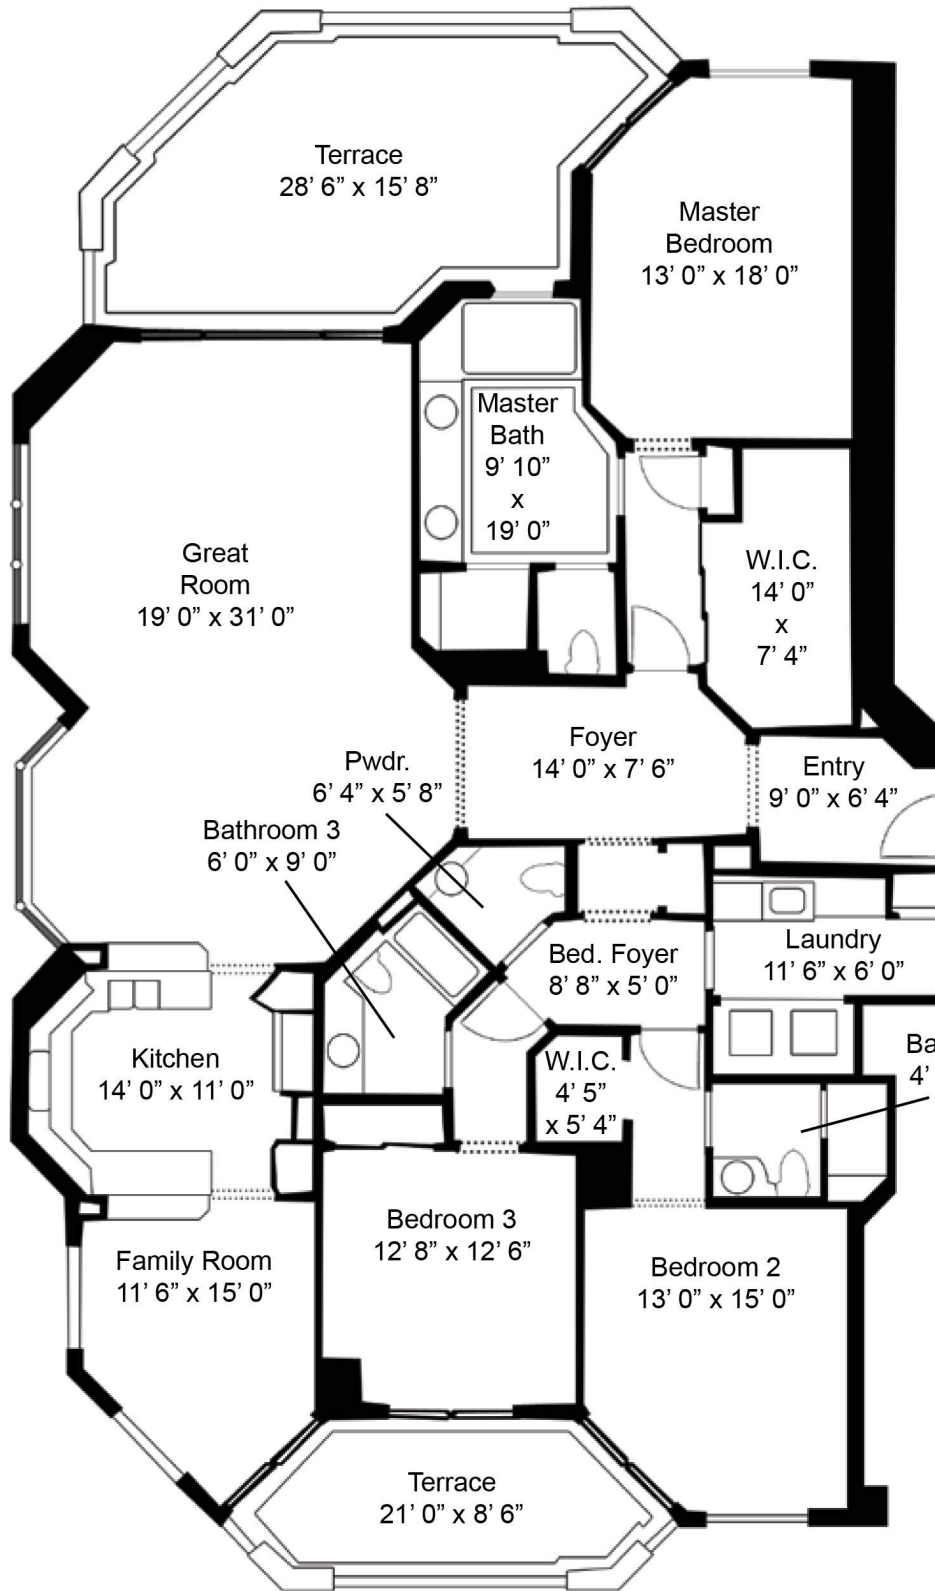 Terrace
28’ 6” x 15’ 8”
Master
Bedroom
13’ 0” x 18’ 0”
Master
Bath
9’ 10”
x
19’ 0”
Great
Room
19’ 0” x 31’ 0”
W.I.C.
14’ 0”
x
7’ 4”
Foyer
14’ 0” x 7’ 6”
Entry
9’ 0” x 6’ 4”
Pwdr.
6’ 4” x 5’ 8”
Bathroom 3
6’ 0” x 9’ 0”
Bed. Foyer
8’ 8” x 5’ 0”
Laundry
11’ 6” x 6’ 0”
Kitchen
14’ 0” x 11’ 0”
W.I.C.
4’ 5”
x 5’ 4”
Ba
4’
Bedroom 3
12’ 8” x 12’ 6”
Family Room
11’ 6” x 15’ 0”
Bedroom 2
13’ 0” x 15’ 0”
Terrace
21’ 0” x 8’ 6”